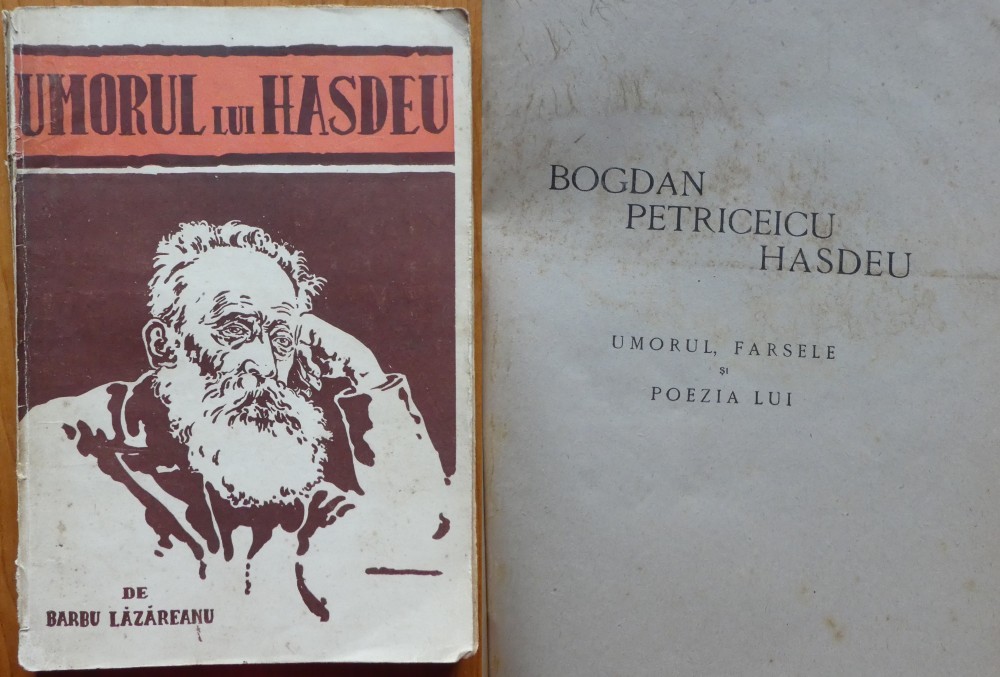 UMORUL LUI HASDEU
DE
BARBU LĂZĂREANU
BOGDAN
PETRICEICU
HASDEU
UMORUL, FARSELE
ȘI
POEZIA LUI